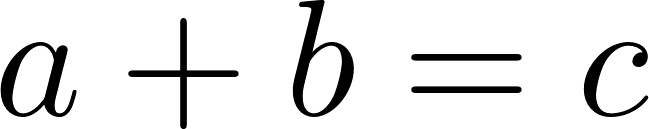 a + b = c